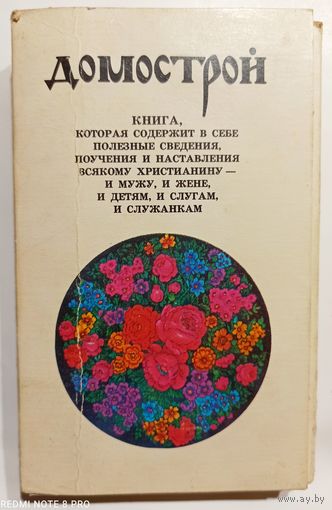 ДОМОСТРОЙ
КНИГА,
КОТОРАЯ СОДЕРЖИТ В СЕБЕ
ПОЛЕЗНЫЕ СВЕДЕНИЯ,
ПОУЧЕНИЯ И НАСТАВЛЕНИЯ
ВСЯКОМУ ХРИСТИАНИНУ —
И МУЖУ, И ЖЕНЕ,
И ДЕТЯМ, И СЛУГАМ,
И СЛУЖАНКАМ
REDMI NOTE 8 PRO
ay.by